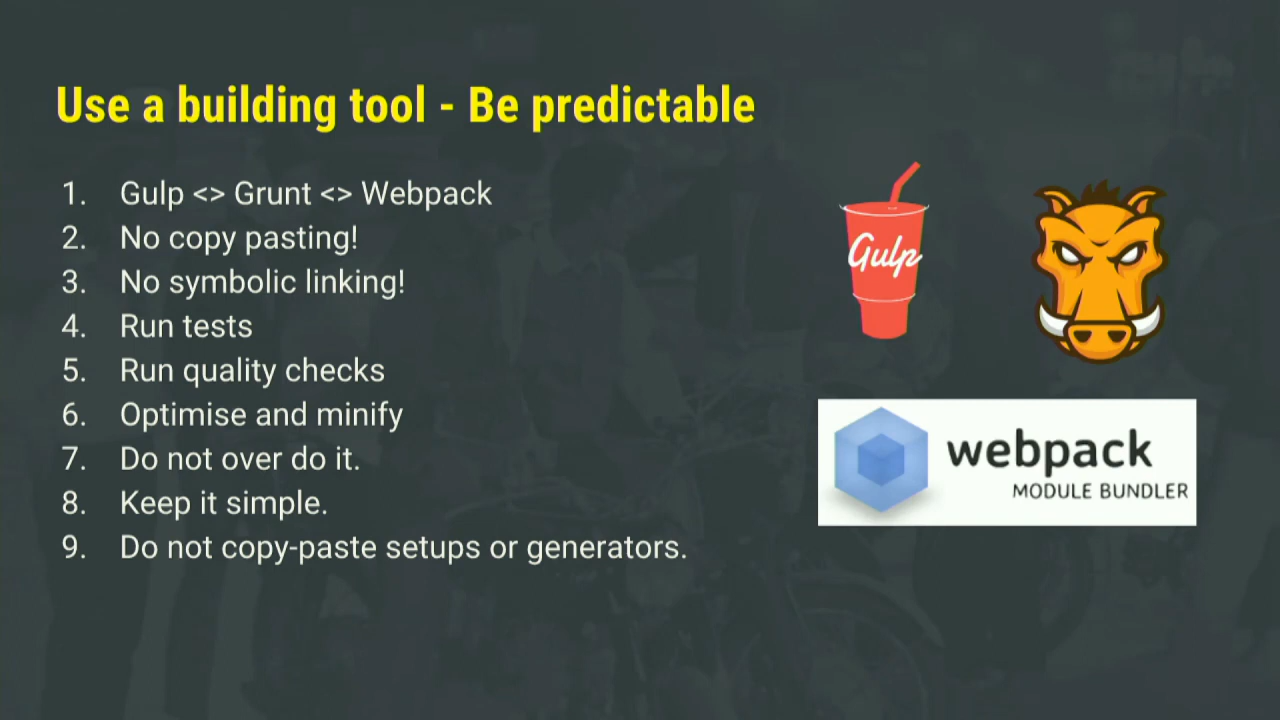 Use a building tool - Be predictable
1. Gulp <> Grunt <> Webpack
2. No copy pasting!
3. No symbolic linking!
4. Run tests
5. Run quality checks
6. Optimise and minify
7. Do not over do it.
8. Keep it simple.
9. Do not copy-paste setups or generators.
Gulp
webpack
MODULE BUNDLER